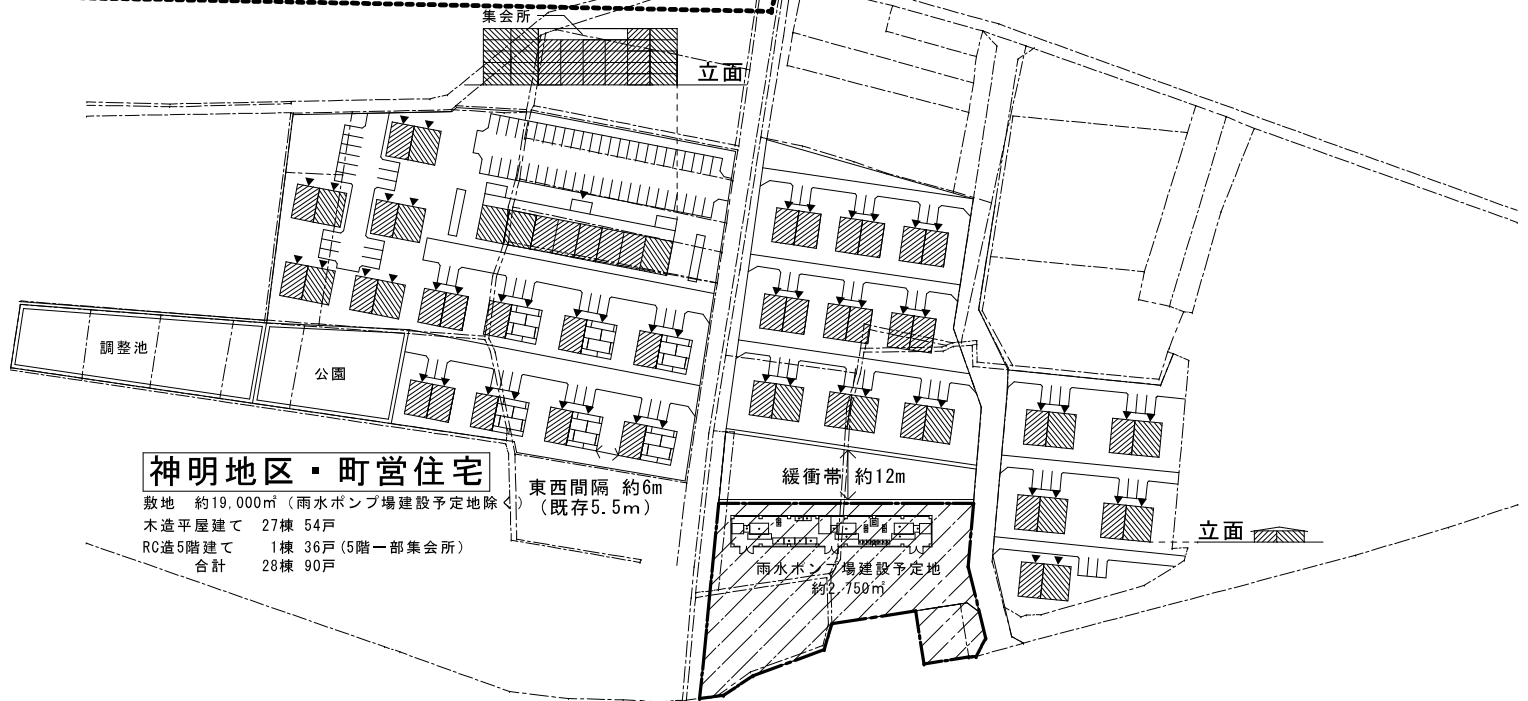 集会所
立面
調整池
公園
神明地区・町営住宅
敷地 約19,000㎡（雨水ポンプ場建設予定地除く）
木造平屋建て 27棟 54戸
RC造5階建て 1棟 36戸(5階一部集会所)
合計 28棟 90戸
東西間隔 約6m
（既存5.5m）
緩衝帯 約12m
立面
雨水ポンプ場建設予定地
約2,750㎡